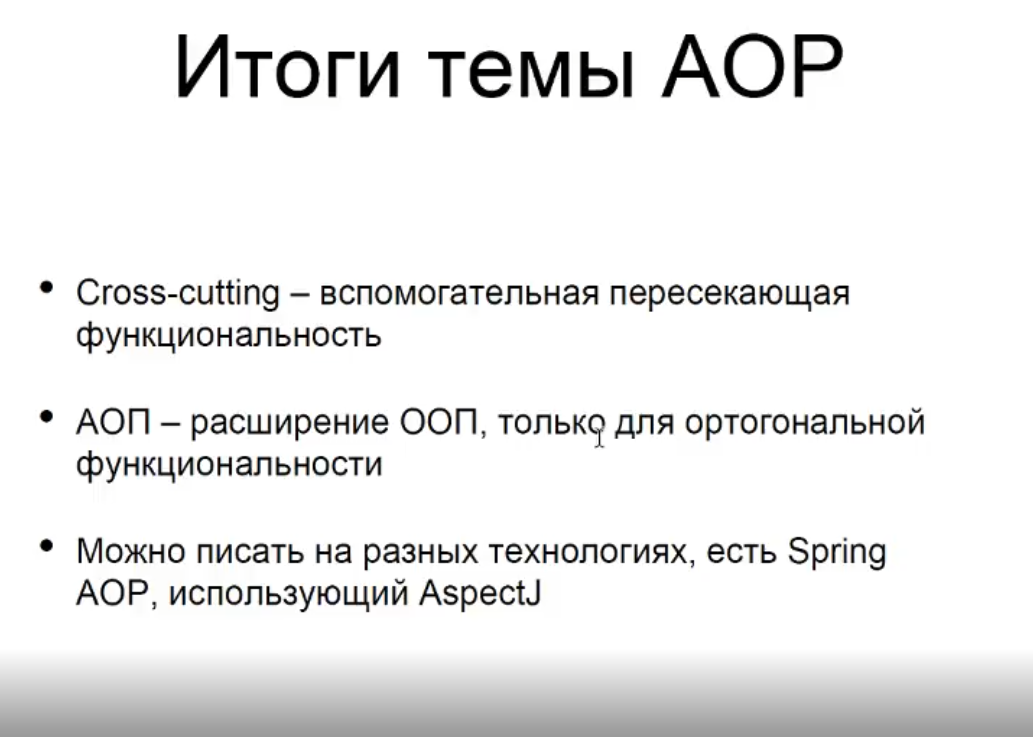 Итоги темы AOP
• Cross-cutting – вспомогательная пересекающая
функциональность
• АОП – расширение ООП, только для ортогональной
функциональности
• Можно писать на разных технологиях, есть Spring
AOP, использующий AspectJ